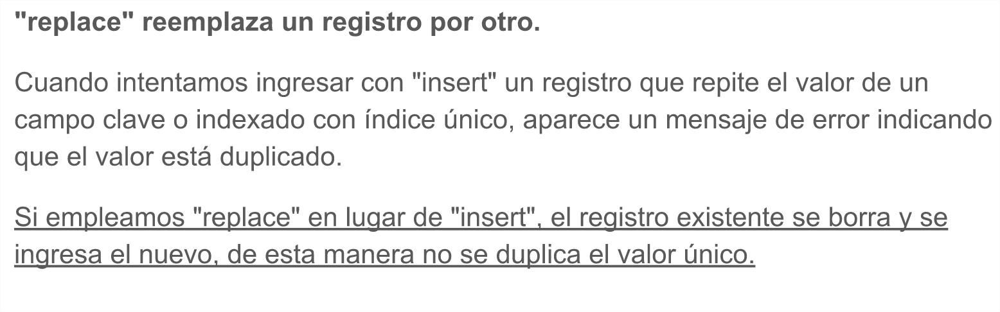 "replace" reemplaza un registro por otro.
Cuando intentamos ingresar con "insert" un registro que repite el valor de un
campo clave o indexado con índice único, aparece un mensaje de error indicando
que el valor está duplicado.
Si empleamos "replace" en lugar de "insert", el registro existente se borra y se
ingresa el nuevo, de esta manera no se duplica el valor único.